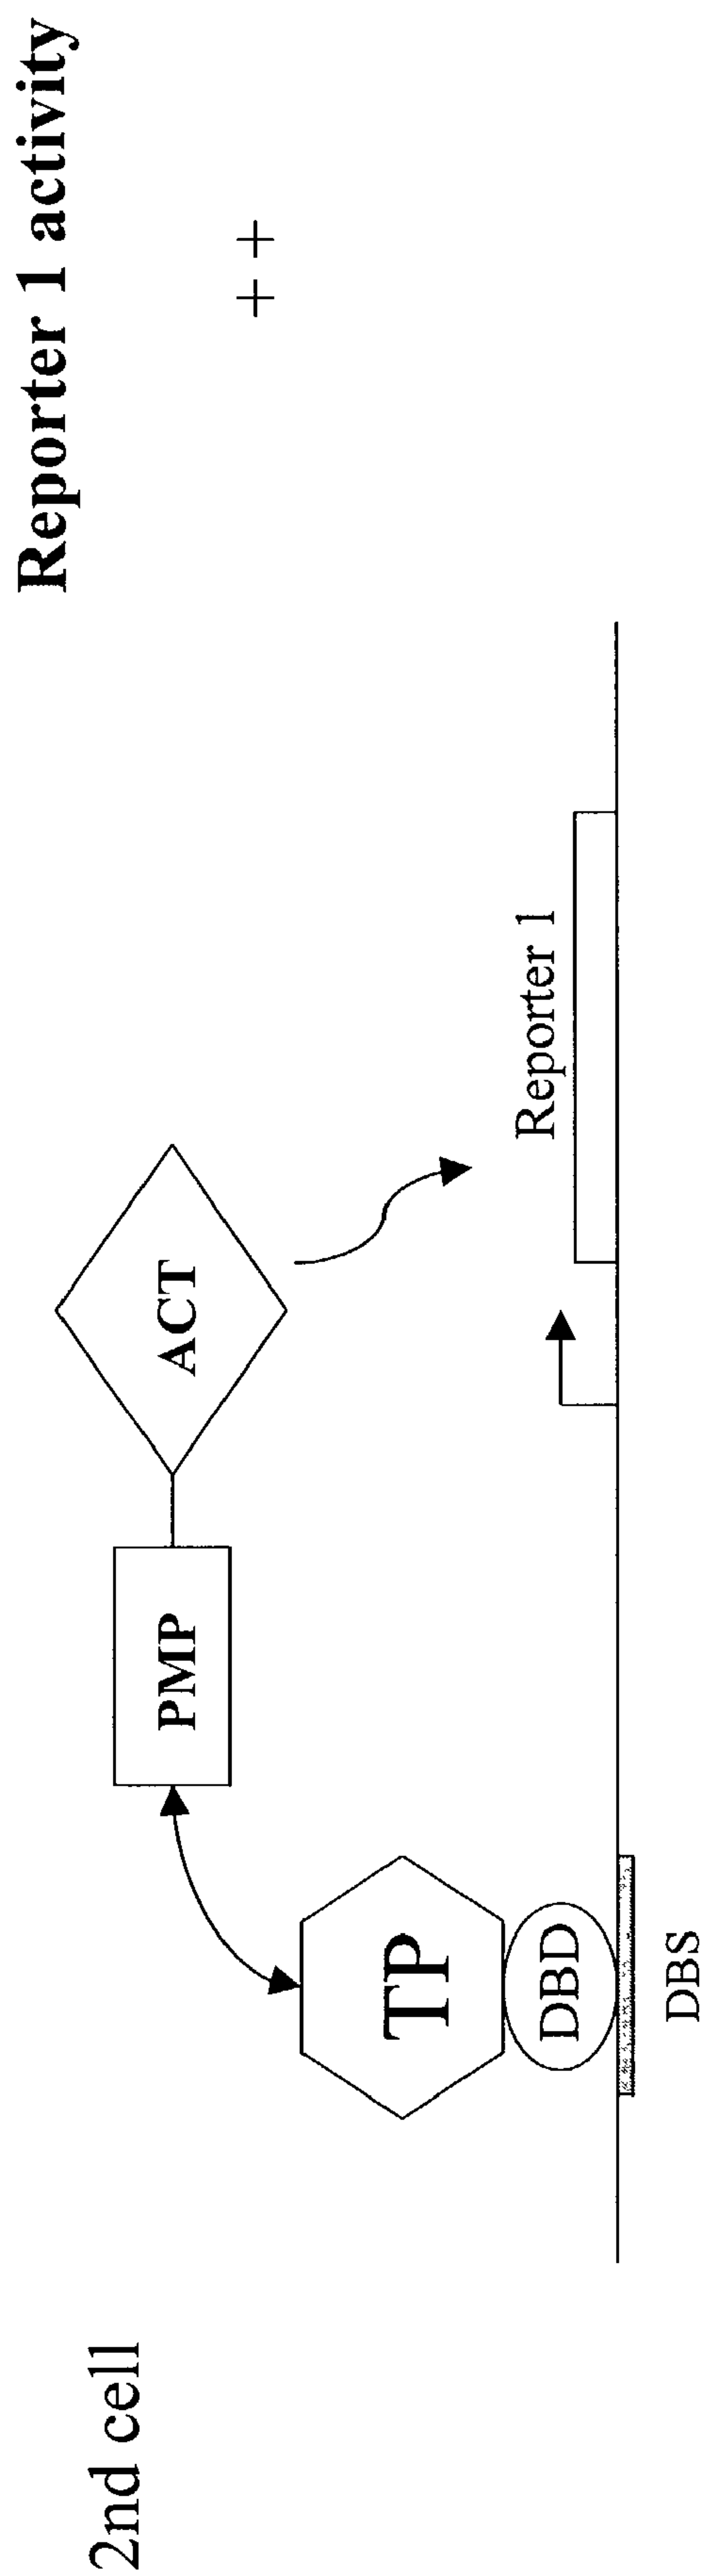 2nd cell
Reporter 1 activity
PMP
ACT
+ +
TP
DBD
Reporter 1
DBS